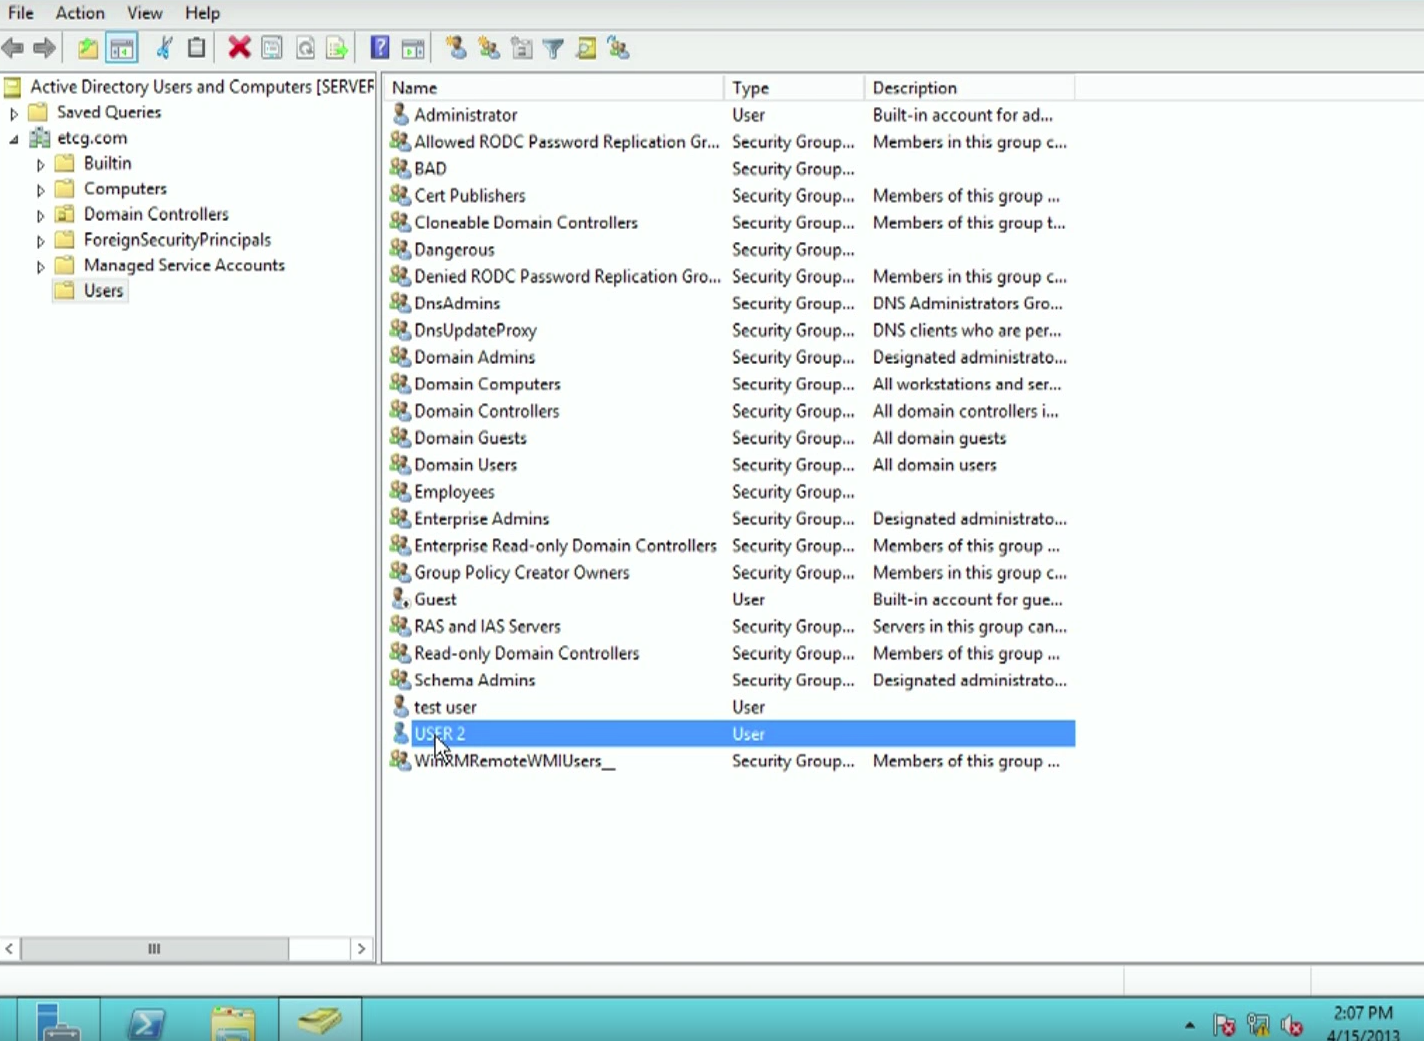 File Action View Help
Active Directory Users and Computers [SERVER
Saved Queries
etcg.com
Builtin
Computers
Domain Controllers
ForeignSecurityPrincipals
Managed Service Accounts
Users
Name Type Description
Administrator User Built-in account for ad...
Allowed RODC Password Replication Gr... Security Group... Members in this group c...
BAD Security Group...
Cert Publishers Security Group... Members of this group ...
Cloneable Domain Controllers Security Group... Members of this group t...
Dangerous Security Group...
Denied RODC Password Replication Gro... Security Group... Members in this group c...
DnsAdmins Security Group... DNS Administrators Gro...
DnsUpdateProxy Security Group... DNS clients who are per...
Domain Admins Security Group... Designated administrato...
Domain Computers Security Group... All workstations and ser...
Domain Controllers Security Group... All domain controllers i...
Domain Guests Security Group... All domain guests
Domain Users Security Group... All domain users
Employees Security Group...
Enterprise Admins Security Group... Designated administrato...
Enterprise Read-only Domain Controllers Security Group... Members of this group ...
Group Policy Creator Owners Security Group... Members in this group c...
Guest User Built-in account for gue...
RAS and IAS Servers Security Group... Servers in this group can...
Read-only Domain Controllers Security Group... Members of this group ...
Schema Admins Security Group... Designated administrato...
test user User
USER 2 User
WinRMRemoteWMIUsers__ Security Group... Members of this group ...
2:07 PM
4/15/2013